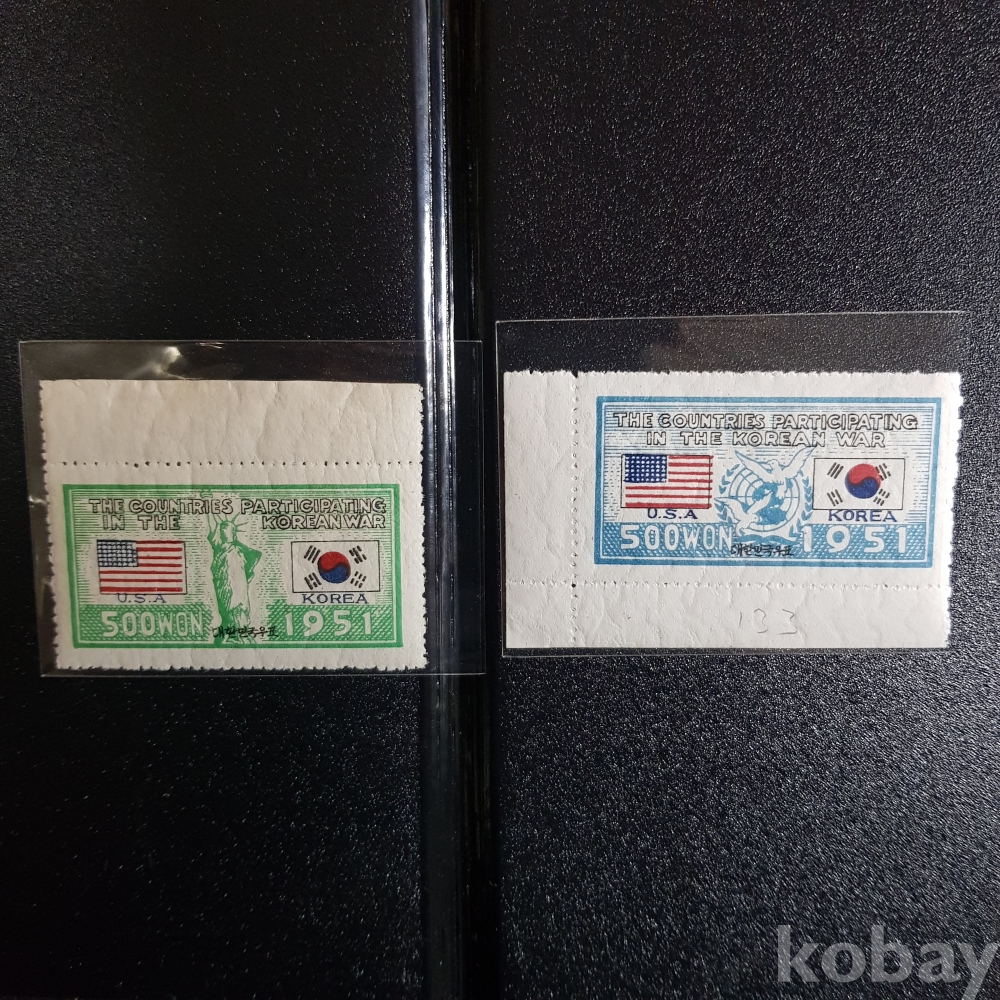 THE COUNTRIES PARTICIPATING
IN THE KOREAN WAR
U.S.A KOREA
500WON 대한민국우표 1951
THE COUNTRIES PARTICIPATING
IN THE KOREAN WAR
U.S.A KOREA
500WON 대한민국우표 1951
133
kobay